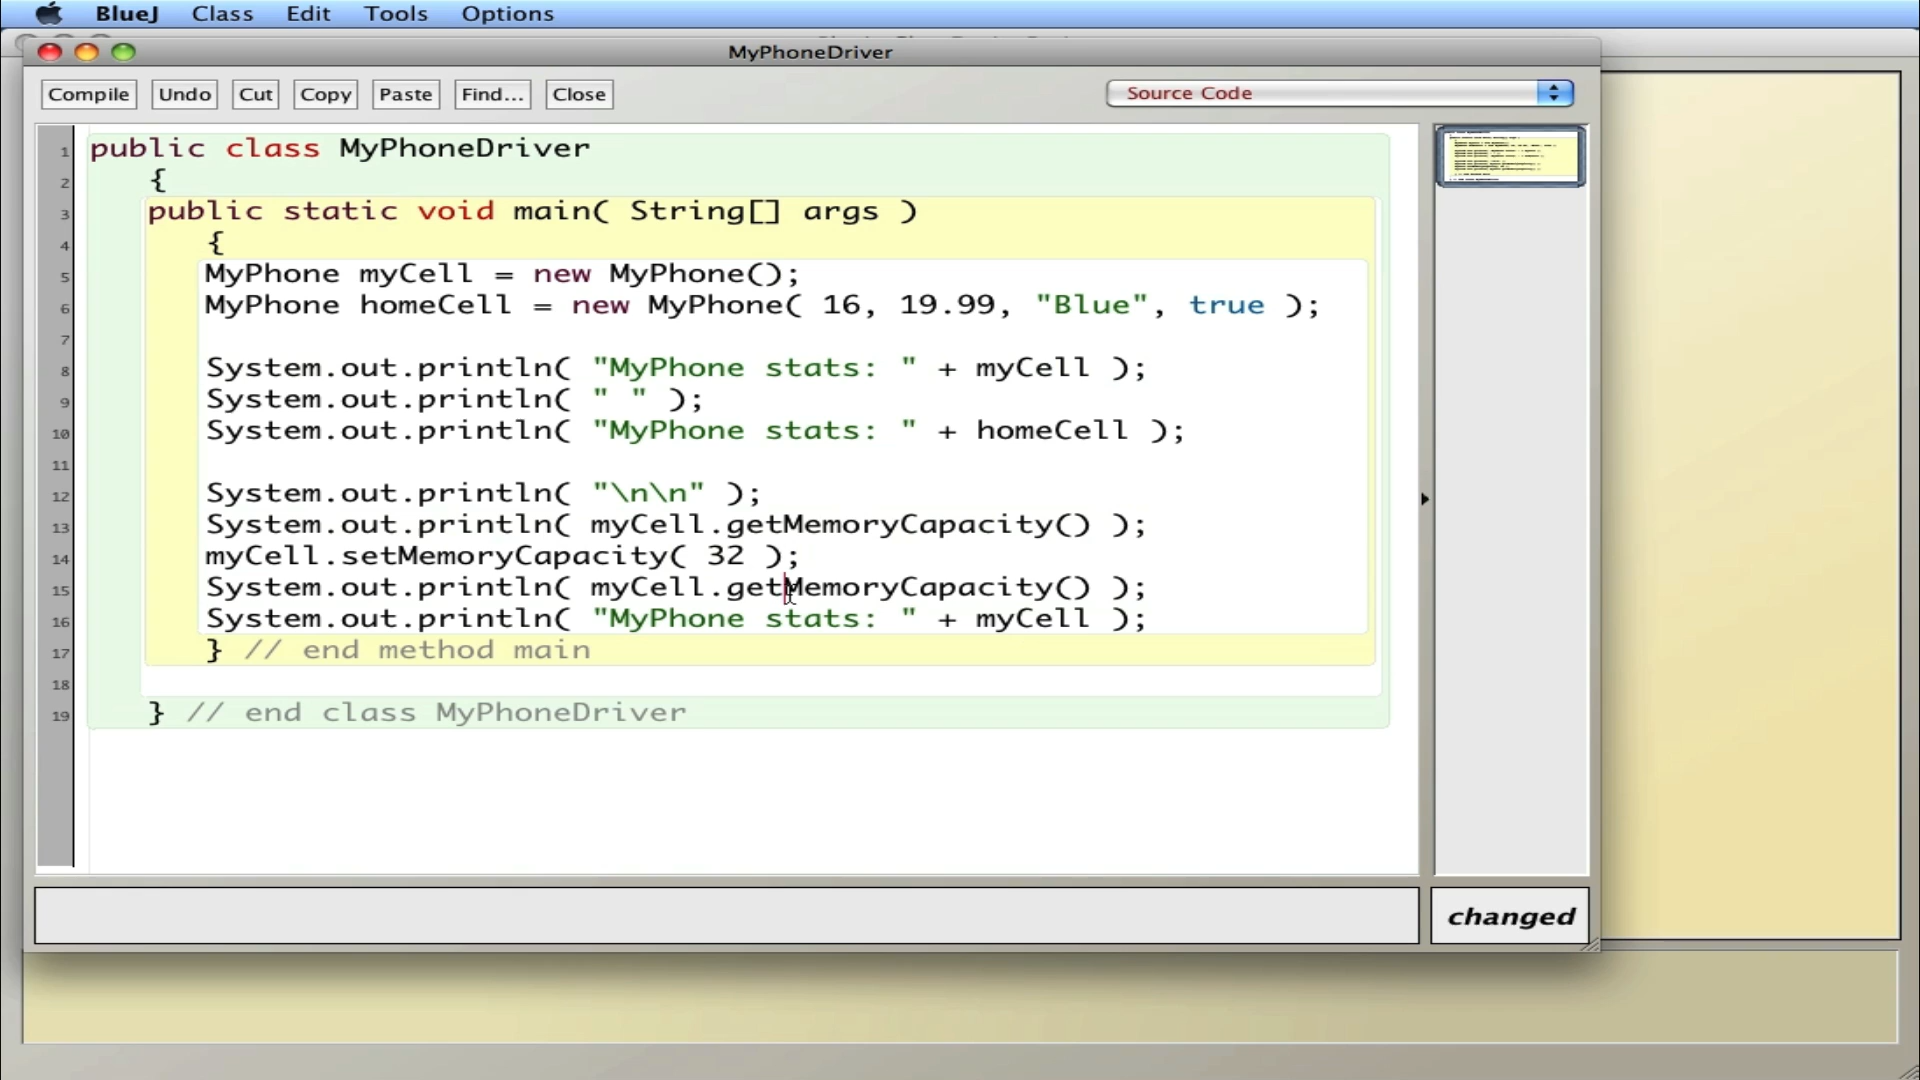 BlueJ Class Edit Tools Options
MyPhoneDriver
Compile Undo Cut Copy Paste Find... Close Source Code
1 public class MyPhoneDriver
2 {
3 public static void main( String[] args )
4 {
5 MyPhone myCell = new MyPhone();
6 MyPhone homeCell = new MyPhone( 16, 19.99, "Blue", true );
7
8 System.out.println( "MyPhone stats: " + myCell );
9 System.out.println( " " );
10 System.out.println( "MyPhone stats: " + homeCell );
11
12 System.out.println( "\n\n" );
13 System.out.println( myCell.getMemoryCapacity() );
14 myCell.setMemoryCapacity( 32 );
15 System.out.println( myCell.getMemoryCapacity() );
16 System.out.println( "MyPhone stats: " + myCell );
17 } // end method main
18
19 } // end class MyPhoneDriver
changed